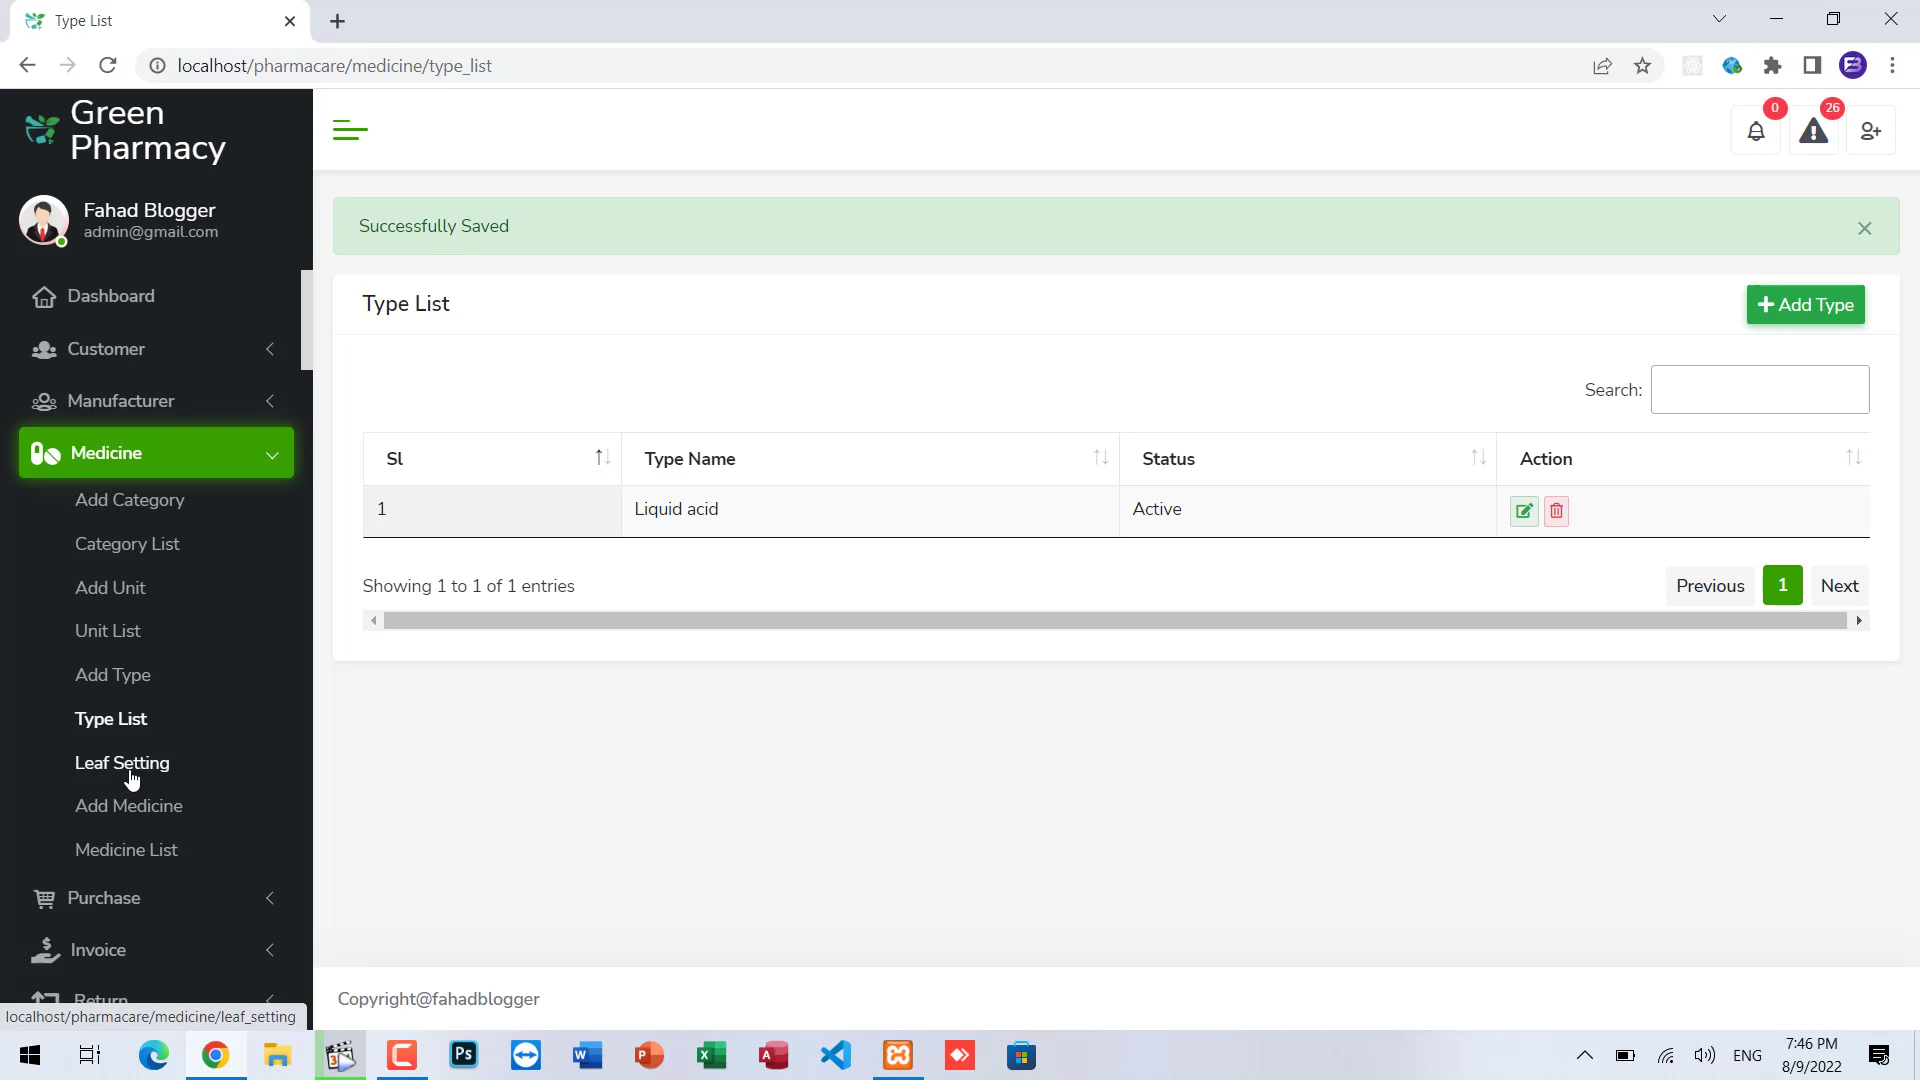 Type List
localhost/pharmacare/medicine/type_list
Green
Pharmacy
Fahad Blogger
admin@gmail.com
Dashboard
Customer
Manufacturer
Medicine
Add Category
Category List
Add Unit
Unit List
Add Type
Type List
Leaf Setting
Add Medicine
Medicine List
Purchase
Invoice
Return
localhost/pharmacare/medicine/leaf_setting
0
26
Successfully Saved
Type List
Add Type
Search:
Sl Type Name Status Action
1 Liquid acid Active
Showing 1 to 1 of 1 entries
Previous 1 Next
Copyright@fahadblogger
ENG
7:46 PM
8/9/2022